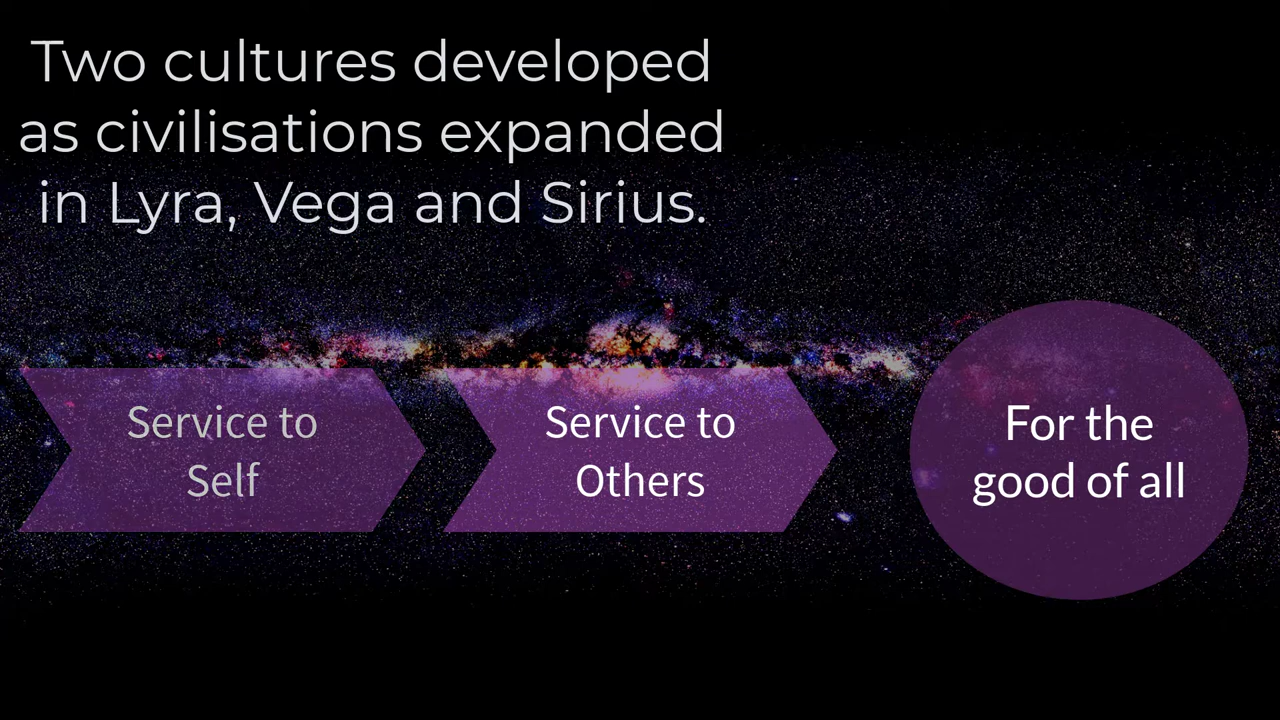 Two cultures developed
as civilisations expanded
in Lyra, Vega and Sirius.
Service to
Self
Service to
Others
For the
good of all